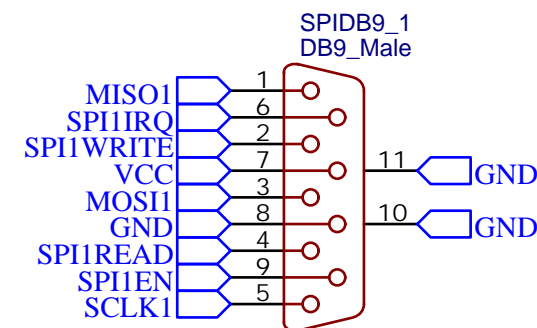 SPIDB9_1
DB9_Male
MISO1 1
SPI1IRQ 6
SPI1WRITE 2
VCC 7
MOSI1 3
GND 8
SPI1READ 4
SPI1EN 9
SCLK1 5
11 GND
10 GND